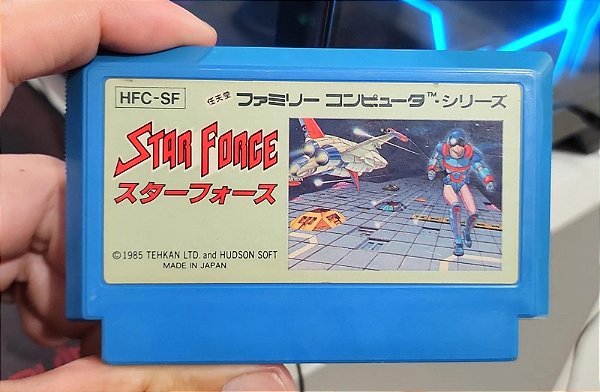 HFC-SF
任天堂 ファミリー コンピュータ™・シリーズ
STAR FORCE
スターフォース
©1985 TEHKAN LTD. and HUDSON SOFT
MADE IN JAPAN